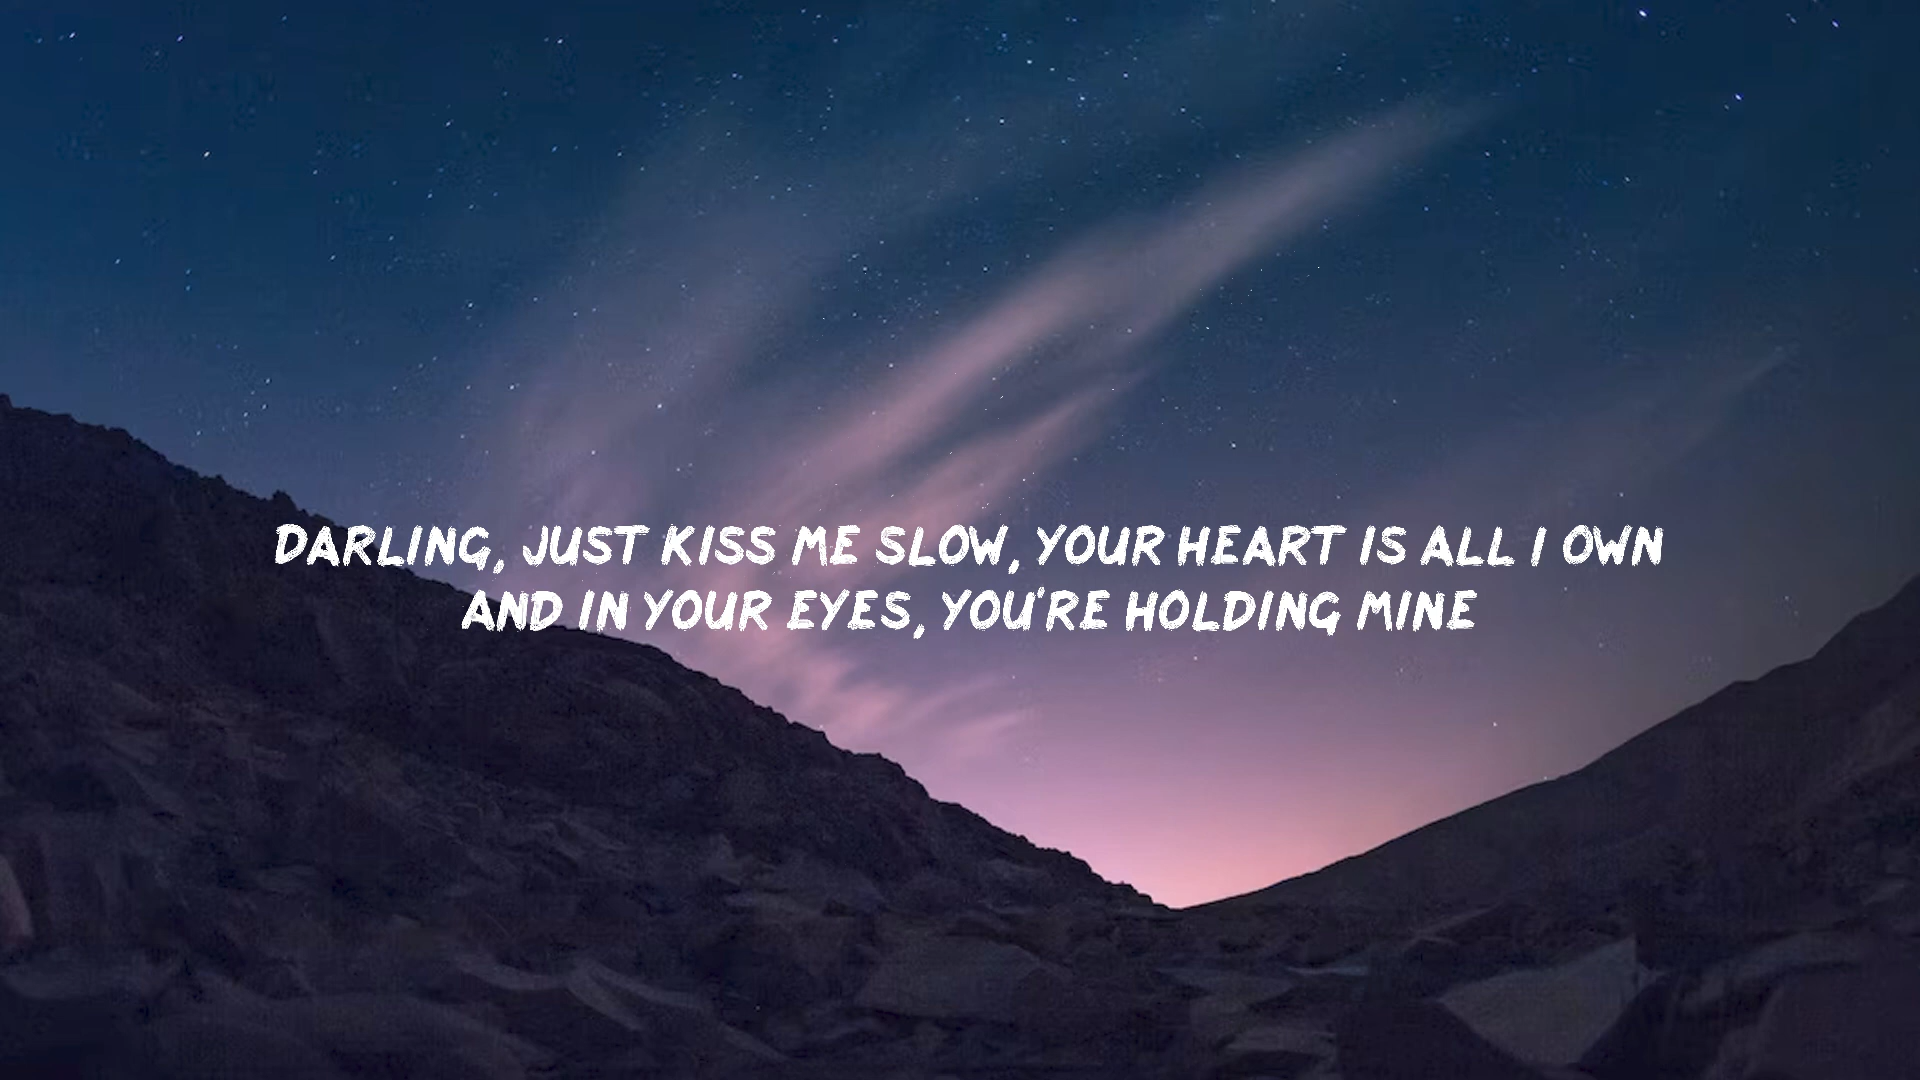 DARLING, JUST KISS ME SLOW, YOUR HEART IS ALL I OWN
AND IN YOUR EYES, YOU'RE HOLDING MINE